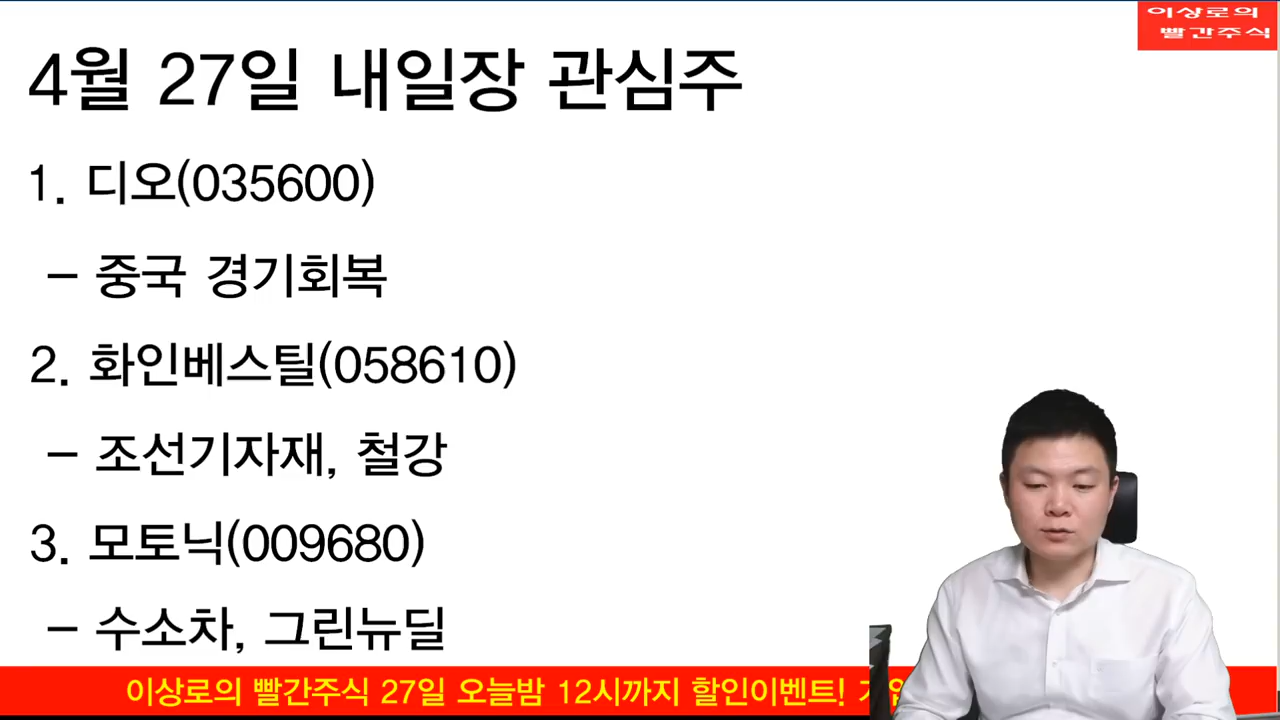 이상로의
빨간주식
4월 27일 내일장 관심주
1. 디오(035600)
- 중국 경기회복
2. 화인베스틸(058610)
- 조선기자재, 철강
3. 모토닉(009680)
- 수소차, 그린뉴딜
이상로의 빨간주식 27일 오늘밤 12시까지 할인이벤트!